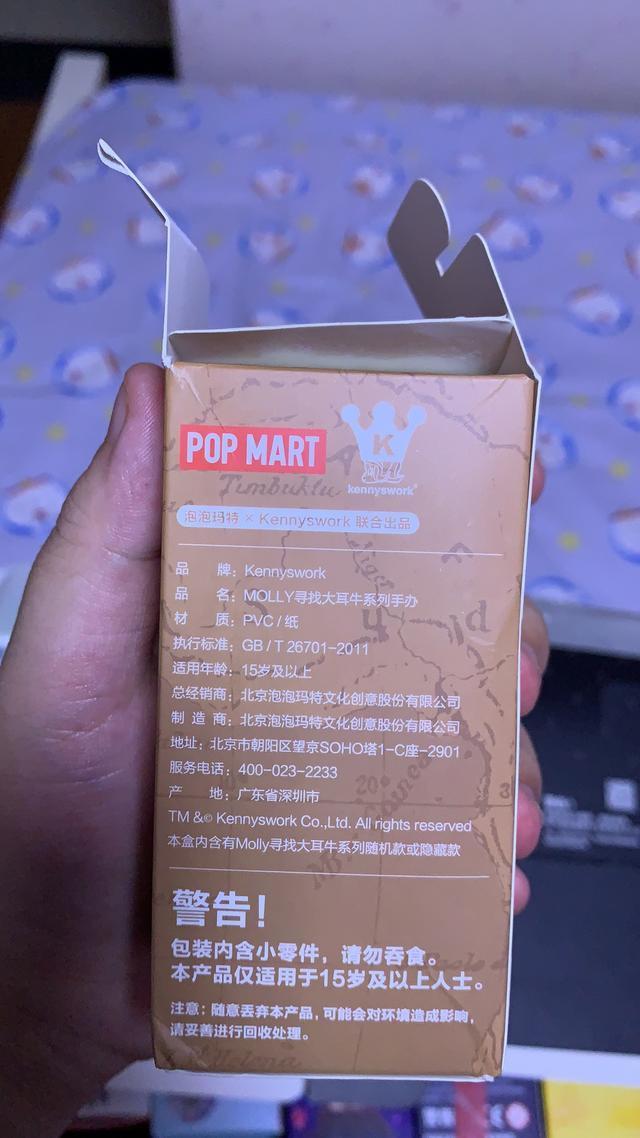 POP MART
K
kennyswork
Timbuktu
泡泡玛特 × Kennyswork 联合出品
品 牌：Kennyswork
品 名：MOLLY寻找大耳牛系列手办
材 质：PVC / 纸
执行标准：GB / T 26701-2011
适用年龄：15岁及以上
总经销商：北京泡泡玛特文化创意股份有限公司
制 造 商：北京泡泡玛特文化创意股份有限公司
地址：北京市朝阳区望京SOHO塔1-C座-2901
服务电话：400-023-2233
产 地：广东省深圳市
TM &© Kennyswork Co.,Ltd. All rights reserved
本盒内含有Molly寻找大耳牛系列随机款或隐藏款
警告！
包装内含小零件，请勿吞食。
本产品仅适用于15岁及以上人士。
注意：随意丢弃本产品，可能会对环境造成影响，
请妥善进行回收处理。